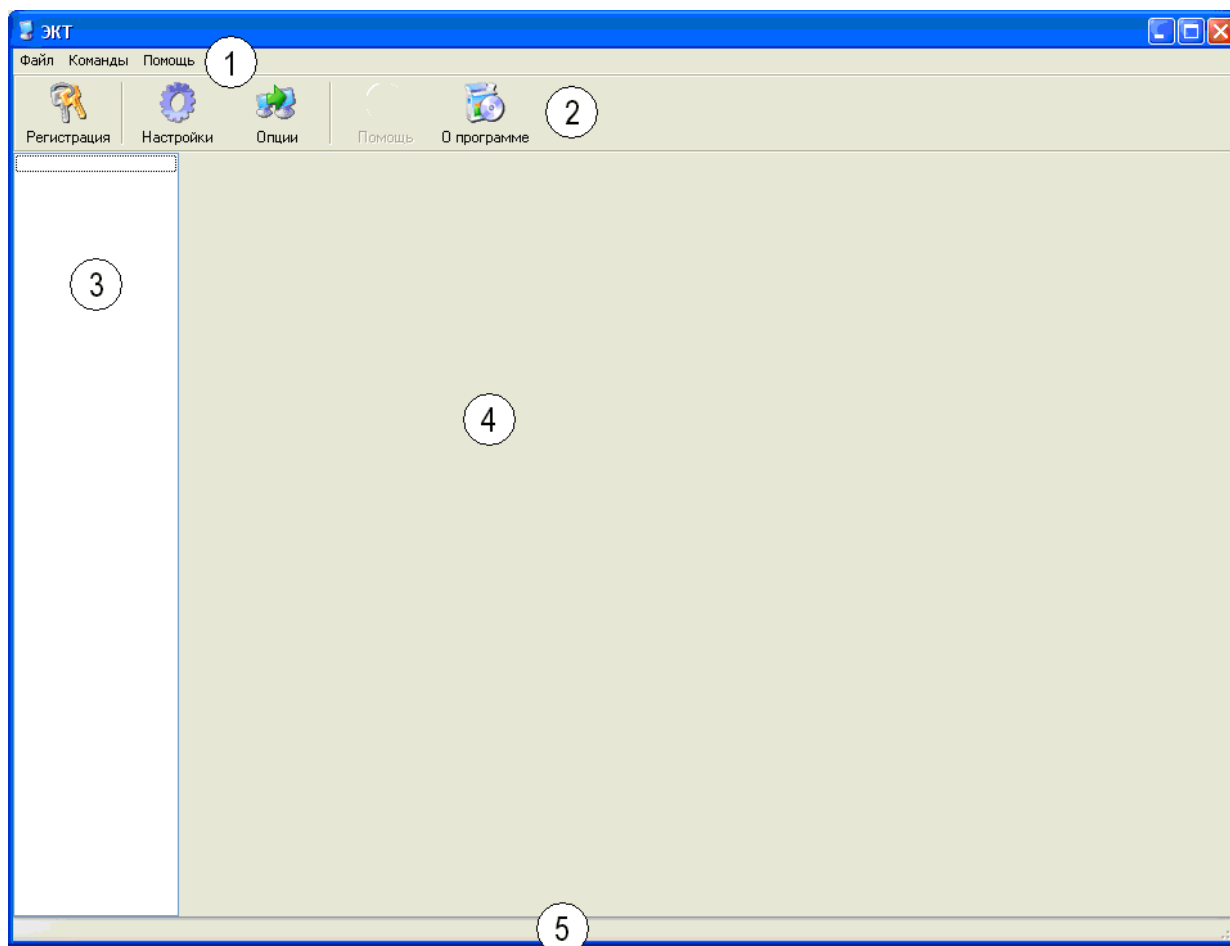 ЭКТ
Файл Команды Помощь 1
Регистрация Настройки Опции Помощь О программе 2
3
4
5